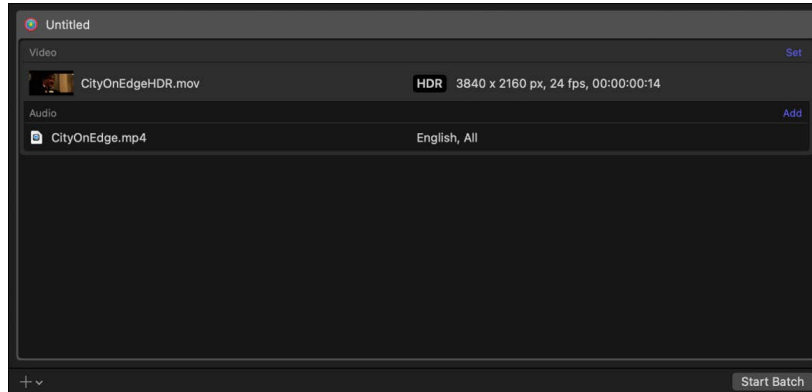 Untitled
Video Set
CityOnEdgeHDR.mov HDR 3840 x 2160 px, 24 fps, 00:00:00:14
Audio Add
CityOnEdge.mp4 English, All
Start Batch